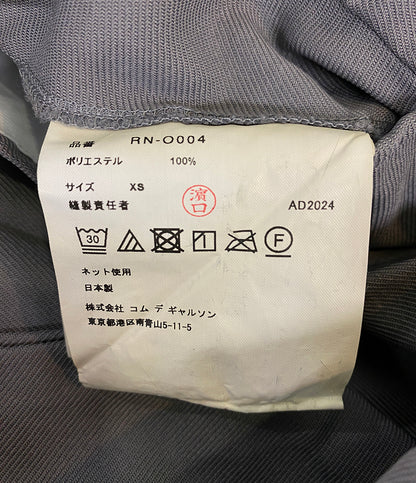 品番 RN-O004
ポリエステル 100%
サイズ XS
縫製責任者 濱口 AD2024
30 1 F
ネット使用
日本製
株式会社 コム デ ギャルソン
東京都港区南青山5-11-5